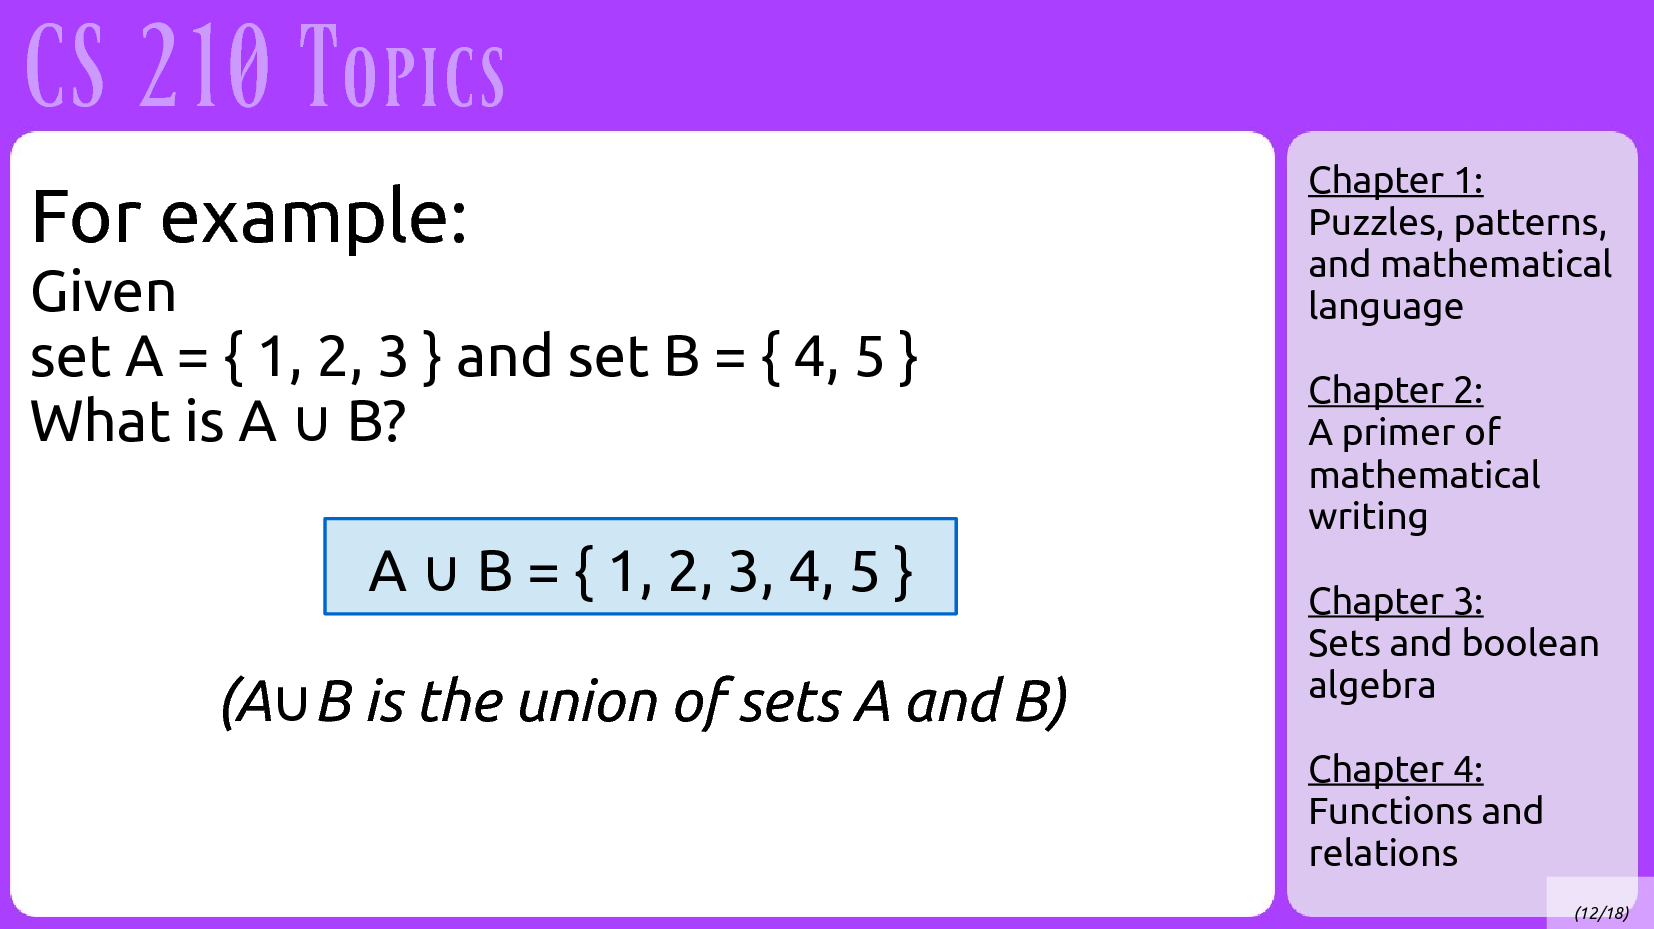 CS 210 Topics
For example:
Given
set A = { 1, 2, 3 } and set B = { 4, 5 }
What is A ∪ B?
A ∪ B = { 1, 2, 3, 4, 5 }
(A∪B is the union of sets A and B)
Chapter 1:
Puzzles, patterns,
and mathematical
language
Chapter 2:
A primer of
mathematical
writing
Chapter 3:
Sets and boolean
algebra
Chapter 4:
Functions and
relations
(12/18)